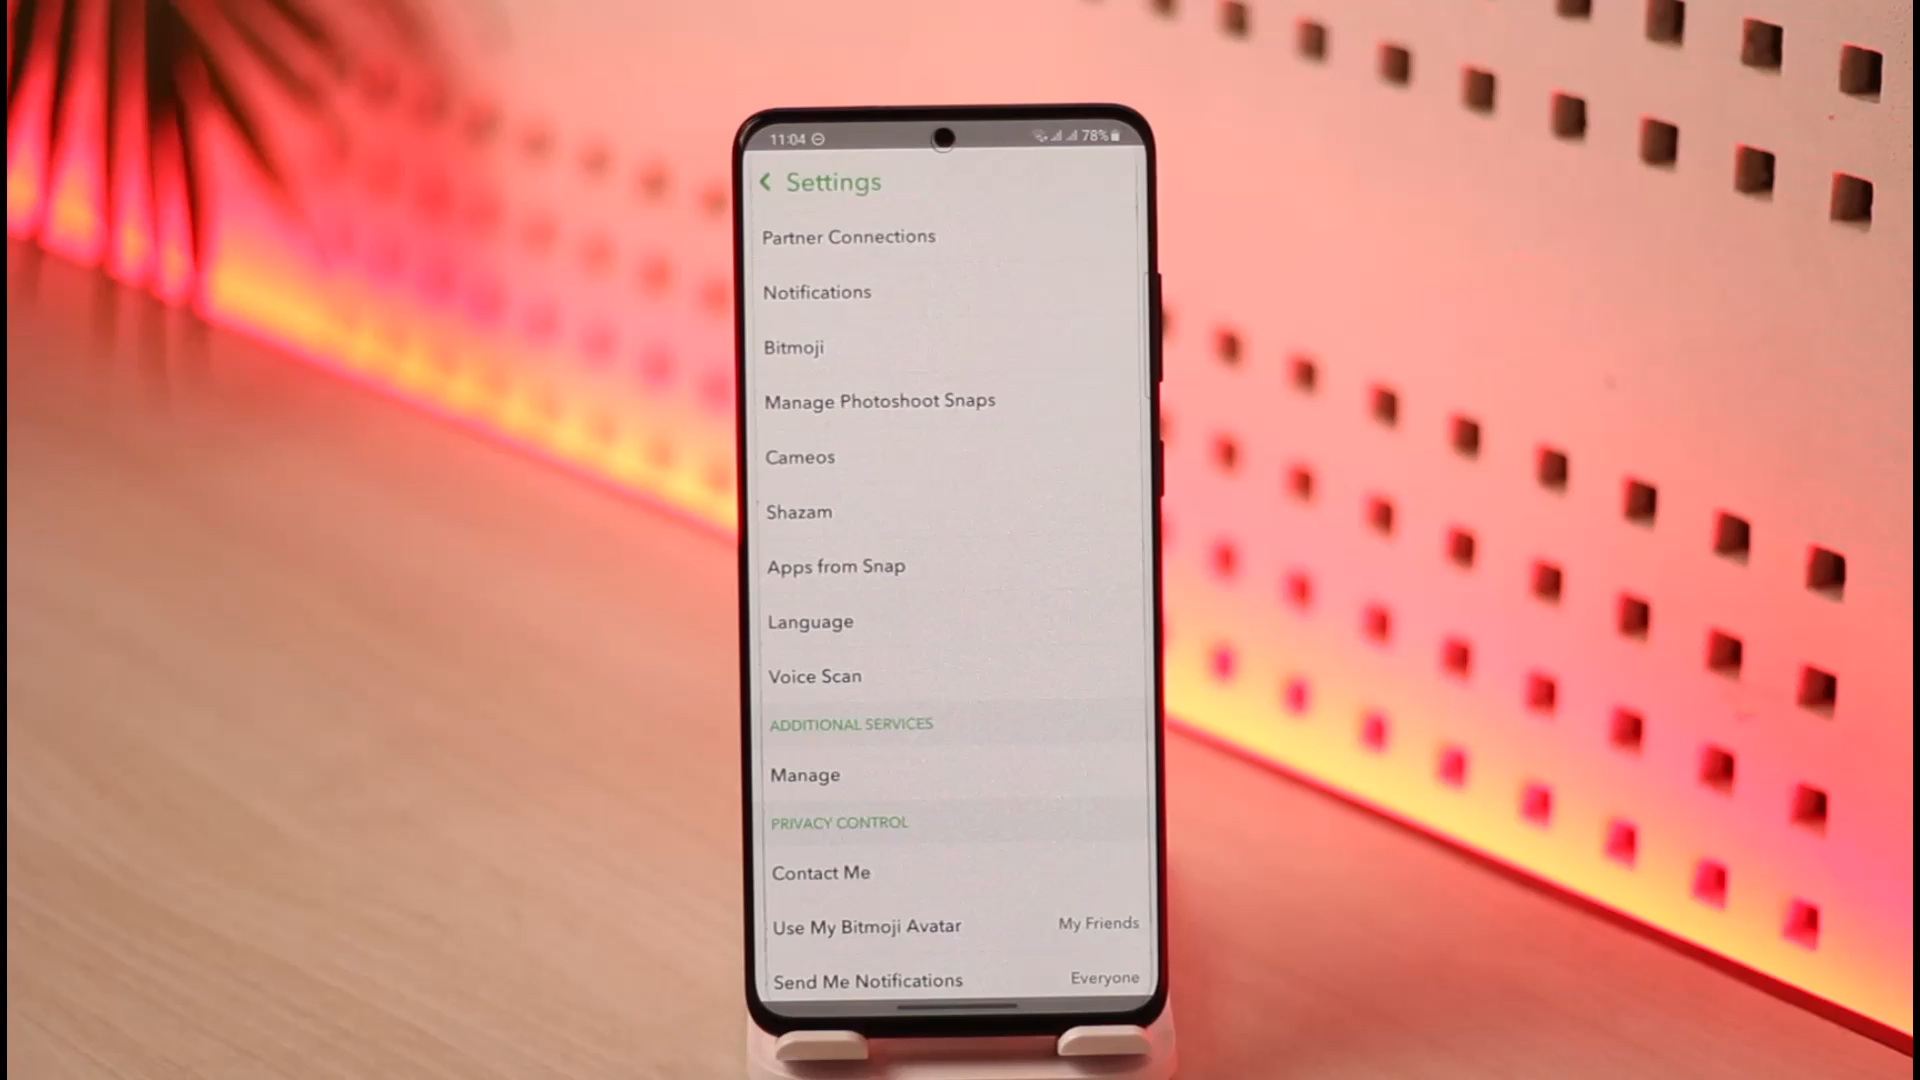 11:04 78%
Settings
Partner Connections
Notifications
Bitmoji
Manage Photoshoot Snaps
Cameos
Shazam
Apps from Snap
Language
Voice Scan
ADDITIONAL SERVICES
Manage
PRIVACY CONTROL
Contact Me
Use My Bitmoji Avatar My Friends
Send Me Notifications Everyone